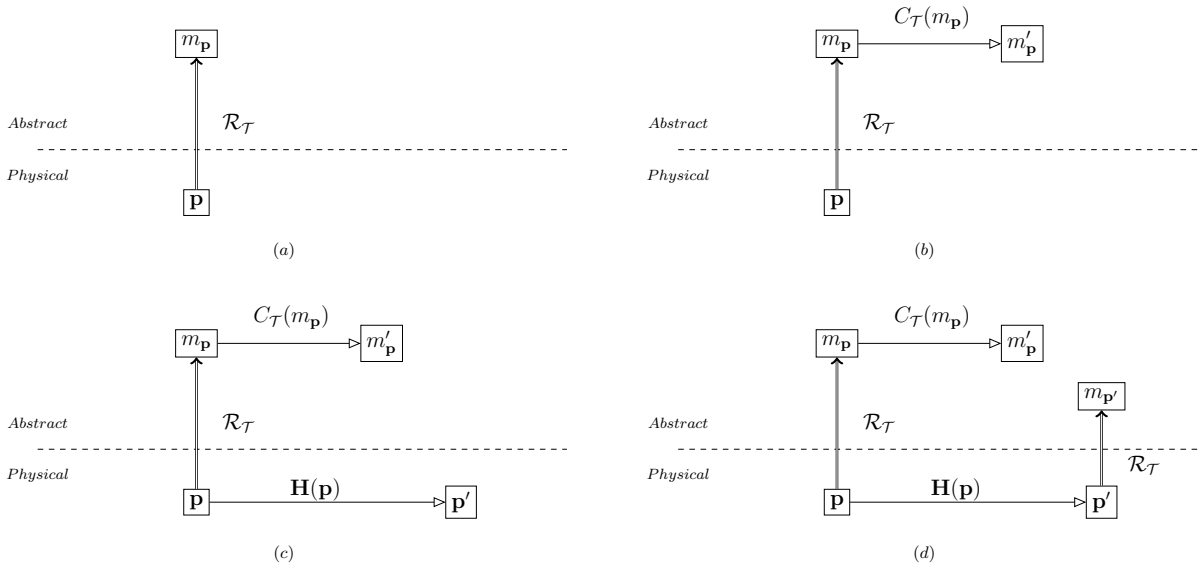 C_𝒯(m_𝐩)
m_𝐩
m_𝐩 m′_𝐩
Abstract ℛ_𝒯
Abstract ℛ_𝒯
Physical
Physical
𝐩
𝐩
(a)
(b)
C_𝒯(m_𝐩)
m_𝐩 m′_𝐩
C_𝒯(m_𝐩)
m_𝐩 m′_𝐩
m_𝐩′
Abstract ℛ_𝒯
Abstract ℛ_𝒯
Physical
Physical ℛ_𝒯
𝐇(𝐩)
𝐩 𝐩′
𝐇(𝐩)
𝐩 𝐩′
(c)
(d)